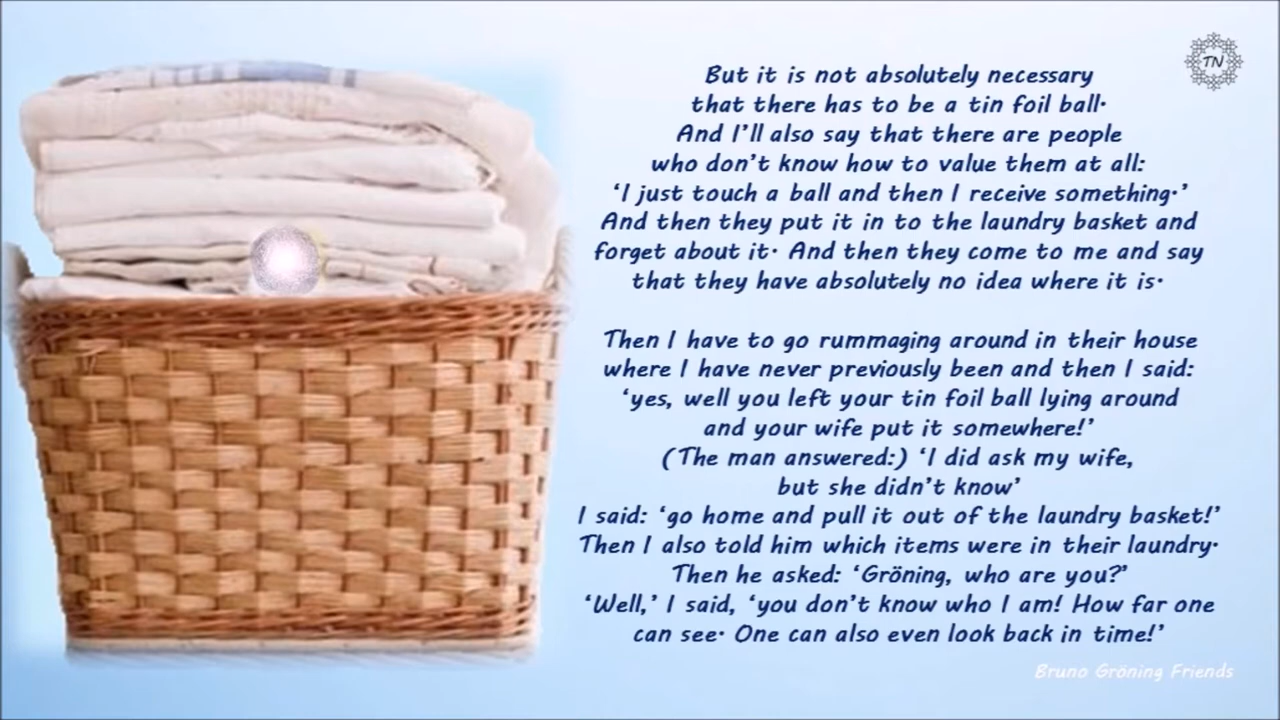 TN
But it is not absolutely necessary
that there has to be a tin foil ball·
And I’ll also say that there are people
who don’t know how to value them at all:
‘I just touch a ball and then I receive something·’
And then they put it in to the laundry basket and
forget about it· And then they come to me and say
that they have absolutely no idea where it is·
Then I have to go rummaging around in their house
where I have never previously been and then I said:
‘yes, well you left your tin foil ball lying around
and your wife put it somewhere!’
(The man answered:) ‘I did ask my wife,
but she didn’t know’
I said: ‘go home and pull it out of the laundry basket!’
Then I also told him which items were in their laundry·
Then he asked: ‘Gröning, who are you?’
‘Well,’ I said, ‘you don’t know who I am! How far one
can see· One can also even look back in time!’
Bruno Gröning Friends